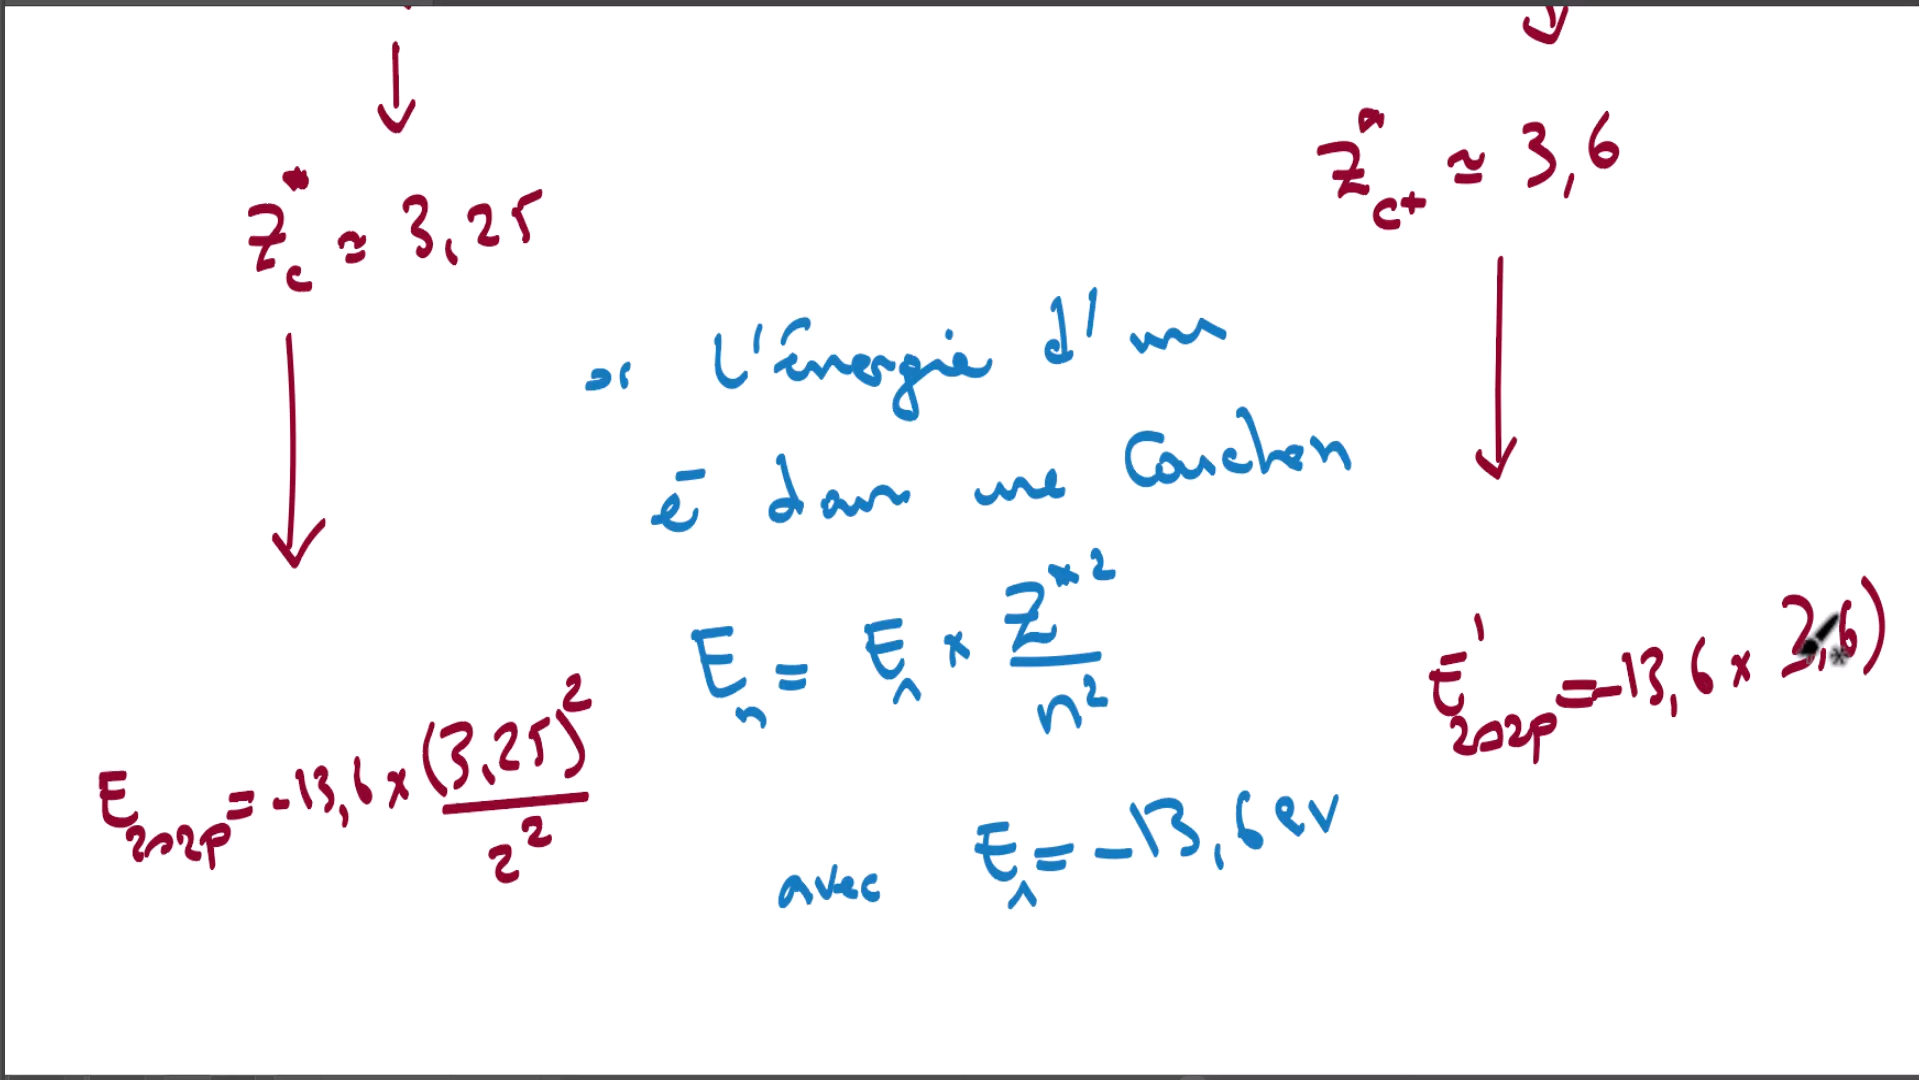 Z*c ≃ 3,25
Z*c+ ≃ 3,6
L'énergie d'un
e- dans une Couche n
En = E1 × Z*² / n²
avec E1 = -13,6 eV
E2s2p = -13,6 × (3,25)² / 2²
E'2s2p = -13,6 × 3,6)